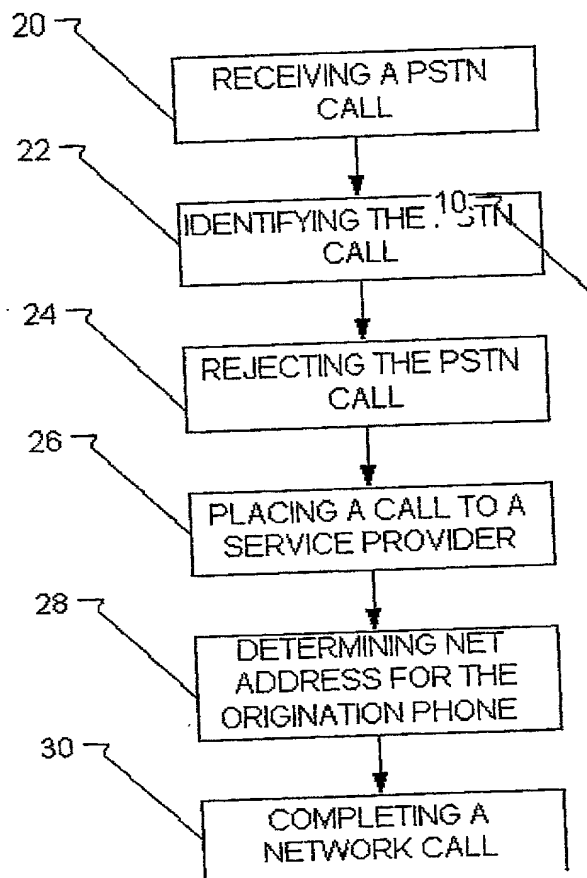 20
RECEIVING A PSTN
CALL
22
10
IDENTIFYING THE PSTN
CALL
24
REJECTING THE PSTN
CALL
26
PLACING A CALL TO A
SERVICE PROVIDER
28
DETERMINING NET
ADDRESS FOR THE
ORIGINATION PHONE
30
COMPLETING A
NETWORK CALL